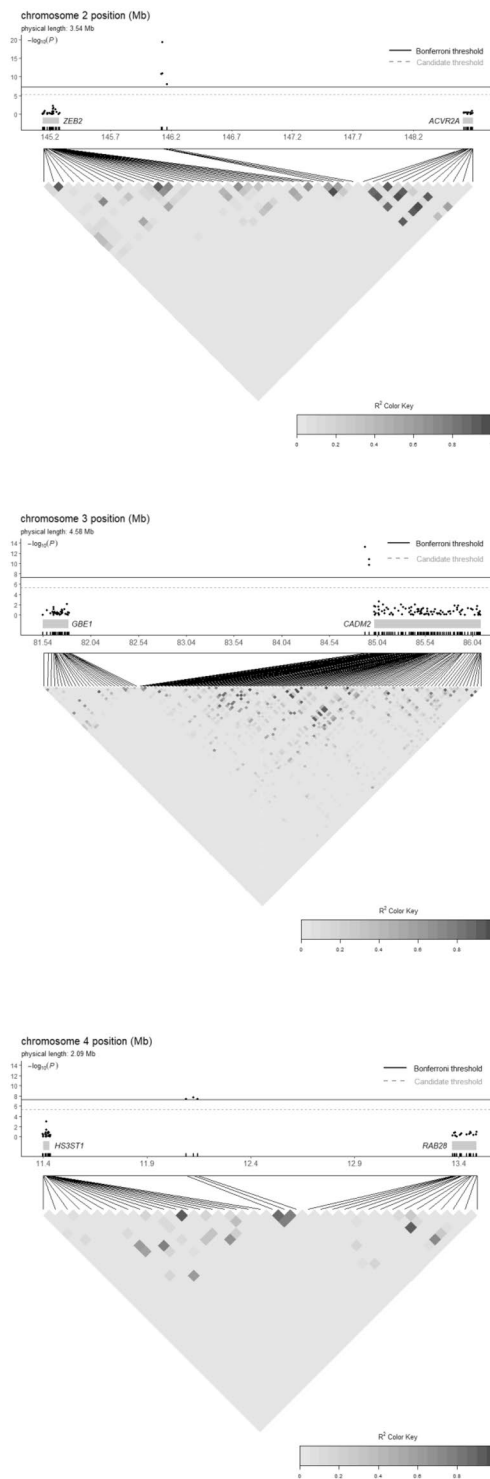 chromosome 2 position (Mb)
physical length: 3.54 Mb
−log10(P)
20
15
10
5
0
Bonferroni threshold
Candidate threshold
ZEB2
ACVR2A
145.2 145.7 146.2 146.7 147.2 147.7 148.2
R2 Color Key
0 0.2 0.4 0.6 0.8
chromosome 3 position (Mb)
physical length: 4.58 Mb
−log10(P)
14
12
10
8
6
4
2
0
Bonferroni threshold
Candidate threshold
GBE1
CADM2
81.54 82.04 82.54 83.04 83.54 84.04 84.54 85.04 85.54 86.04
R2 Color Key
0 0.2 0.4 0.6 0.8
chromosome 4 position (Mb)
physical length: 2.09 Mb
−log10(P)
14
12
10
8
6
4
2
0
Bonferroni threshold
Candidate threshold
HS3ST1
RAB28
11.4 11.9 12.4 12.9 13.4
R2 Color Key
0 0.2 0.4 0.6 0.8